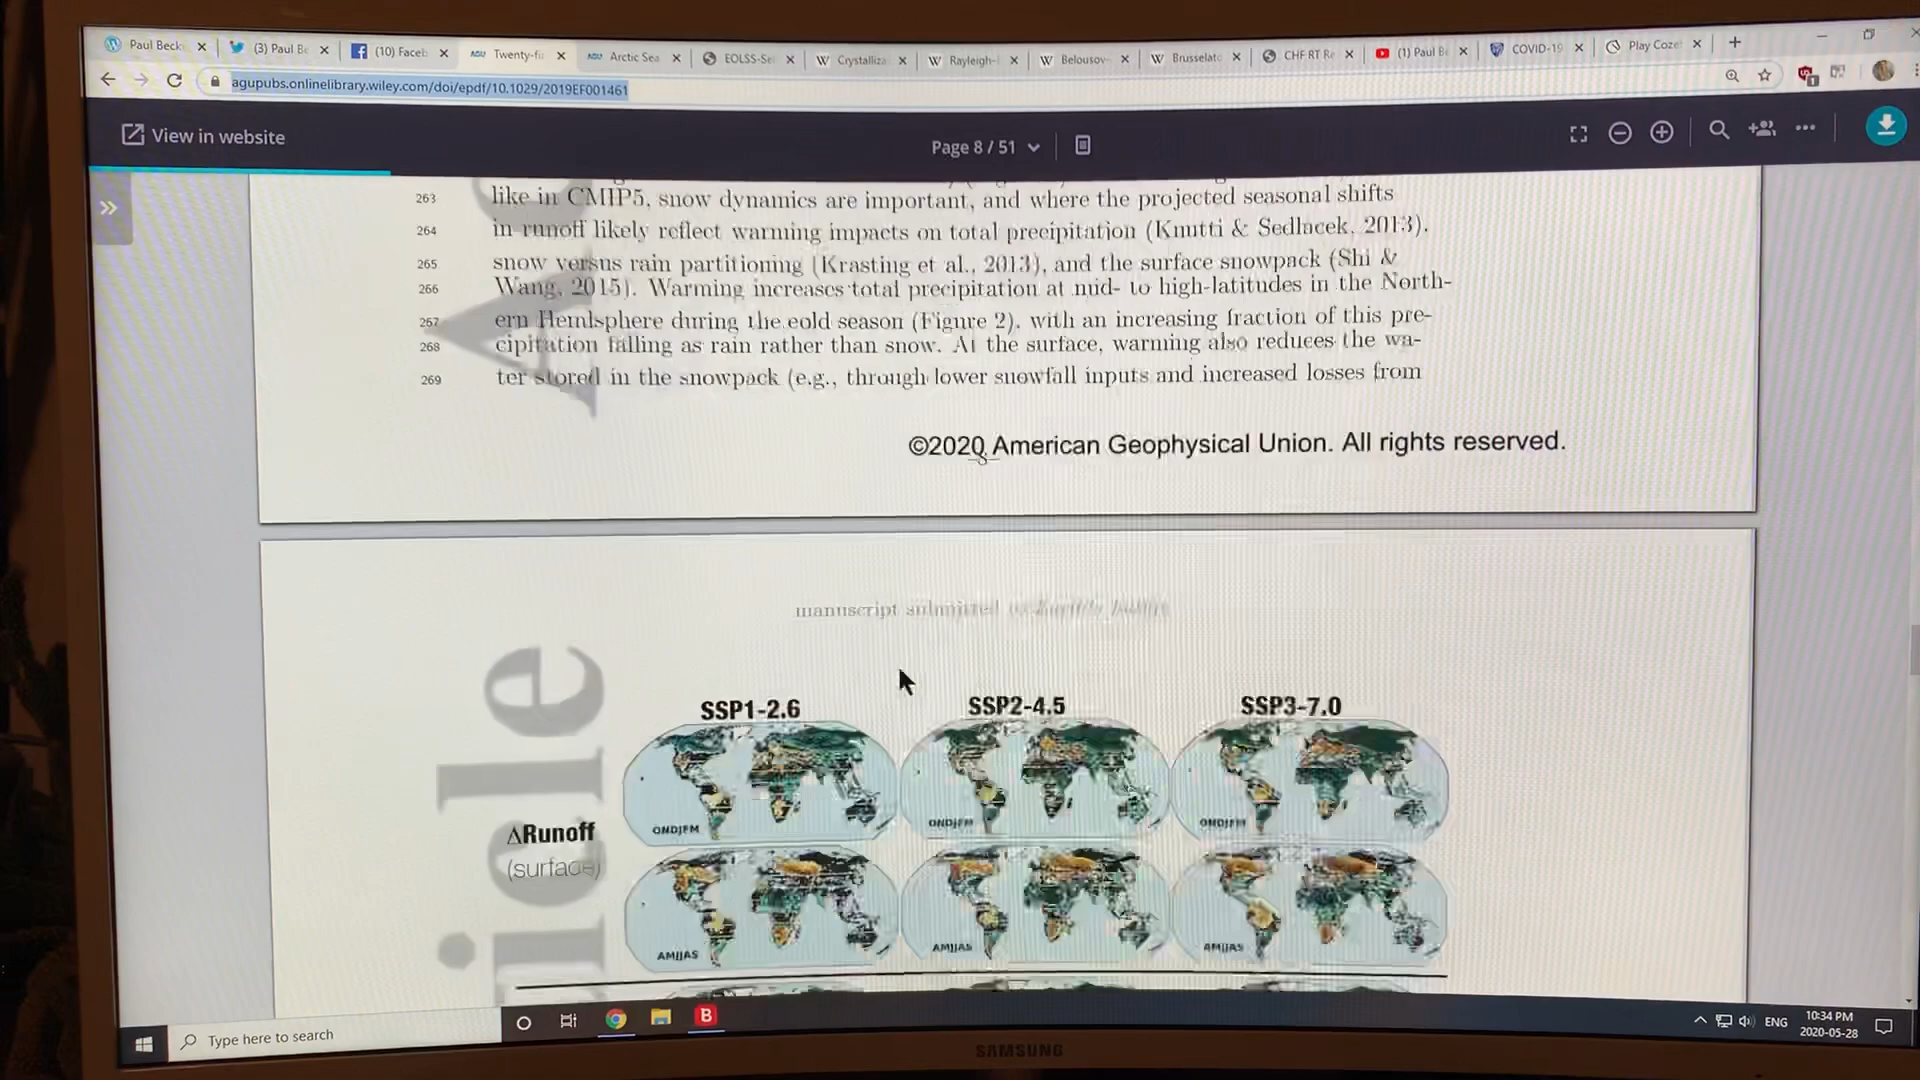 Paul Beck
(3) Paul Be
(10) Faceb
Twenty-fi
Arctic Sea
EOLSS-Sei
Crystalliza
Rayleigh-
Belousov-
Brusselato
CHF RT Re
(1) Paul Be
COVID-19
Play Coze
agupubs.onlinelibrary.wiley.com/doi/epdf/10.1029/2019EF001461
View in website
Page 8 / 51
263 like in CMIP5, snow dynamics are important, and where the projected seasonal shifts
264 in runoff likely reflect warming impacts on total precipitation (Knutti & Sedlacek, 2013),
265 snow versus rain partitioning (Krasting et al., 2013), and the surface snowpack (Shi &
266 Wang, 2015). Warming increases total precipitation at mid- to high-latitudes in the North-
267 ern Hemisphere during the cold season (Figure 2), with an increasing fraction of this pre-
268 cipitation falling as rain rather than snow. At the surface, warming also reduces the wa-
269 ter stored in the snowpack (e.g., through lower snowfall inputs and increased losses from
©2020 American Geophysical Union. All rights reserved.
8
manuscript submitted
icle
SSP1-2.6 SSP2-4.5 SSP3-7.0
ΔRunoff
(surface)
ONDJFM ONDJFM ONDJFM
AMJJAS AMJJAS AMJJAS
Type here to search
B
ENG
10:34 PM
2020-05-28
SAMSUNG